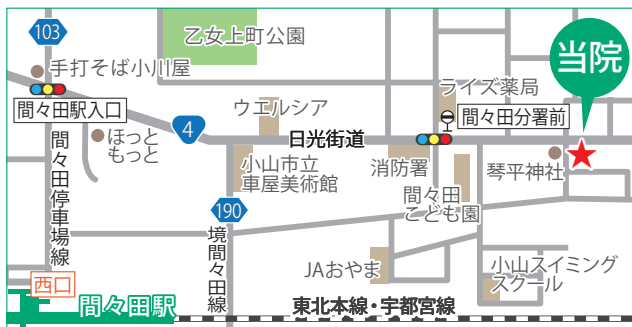 103
乙女上町公園
当院
手打そば小川屋
ライズ薬局
間々田駅入口
ウエルシア
間々田分署前
4
日光街道
ほっと
もっと
小山市立
車屋美術館
消防署
琴平神社
間々田
こども園
間々田停車場線
190
境間々田線
JAおやま
小山スイミング
スクール
西口
間々田駅
東北本線・宇都宮線